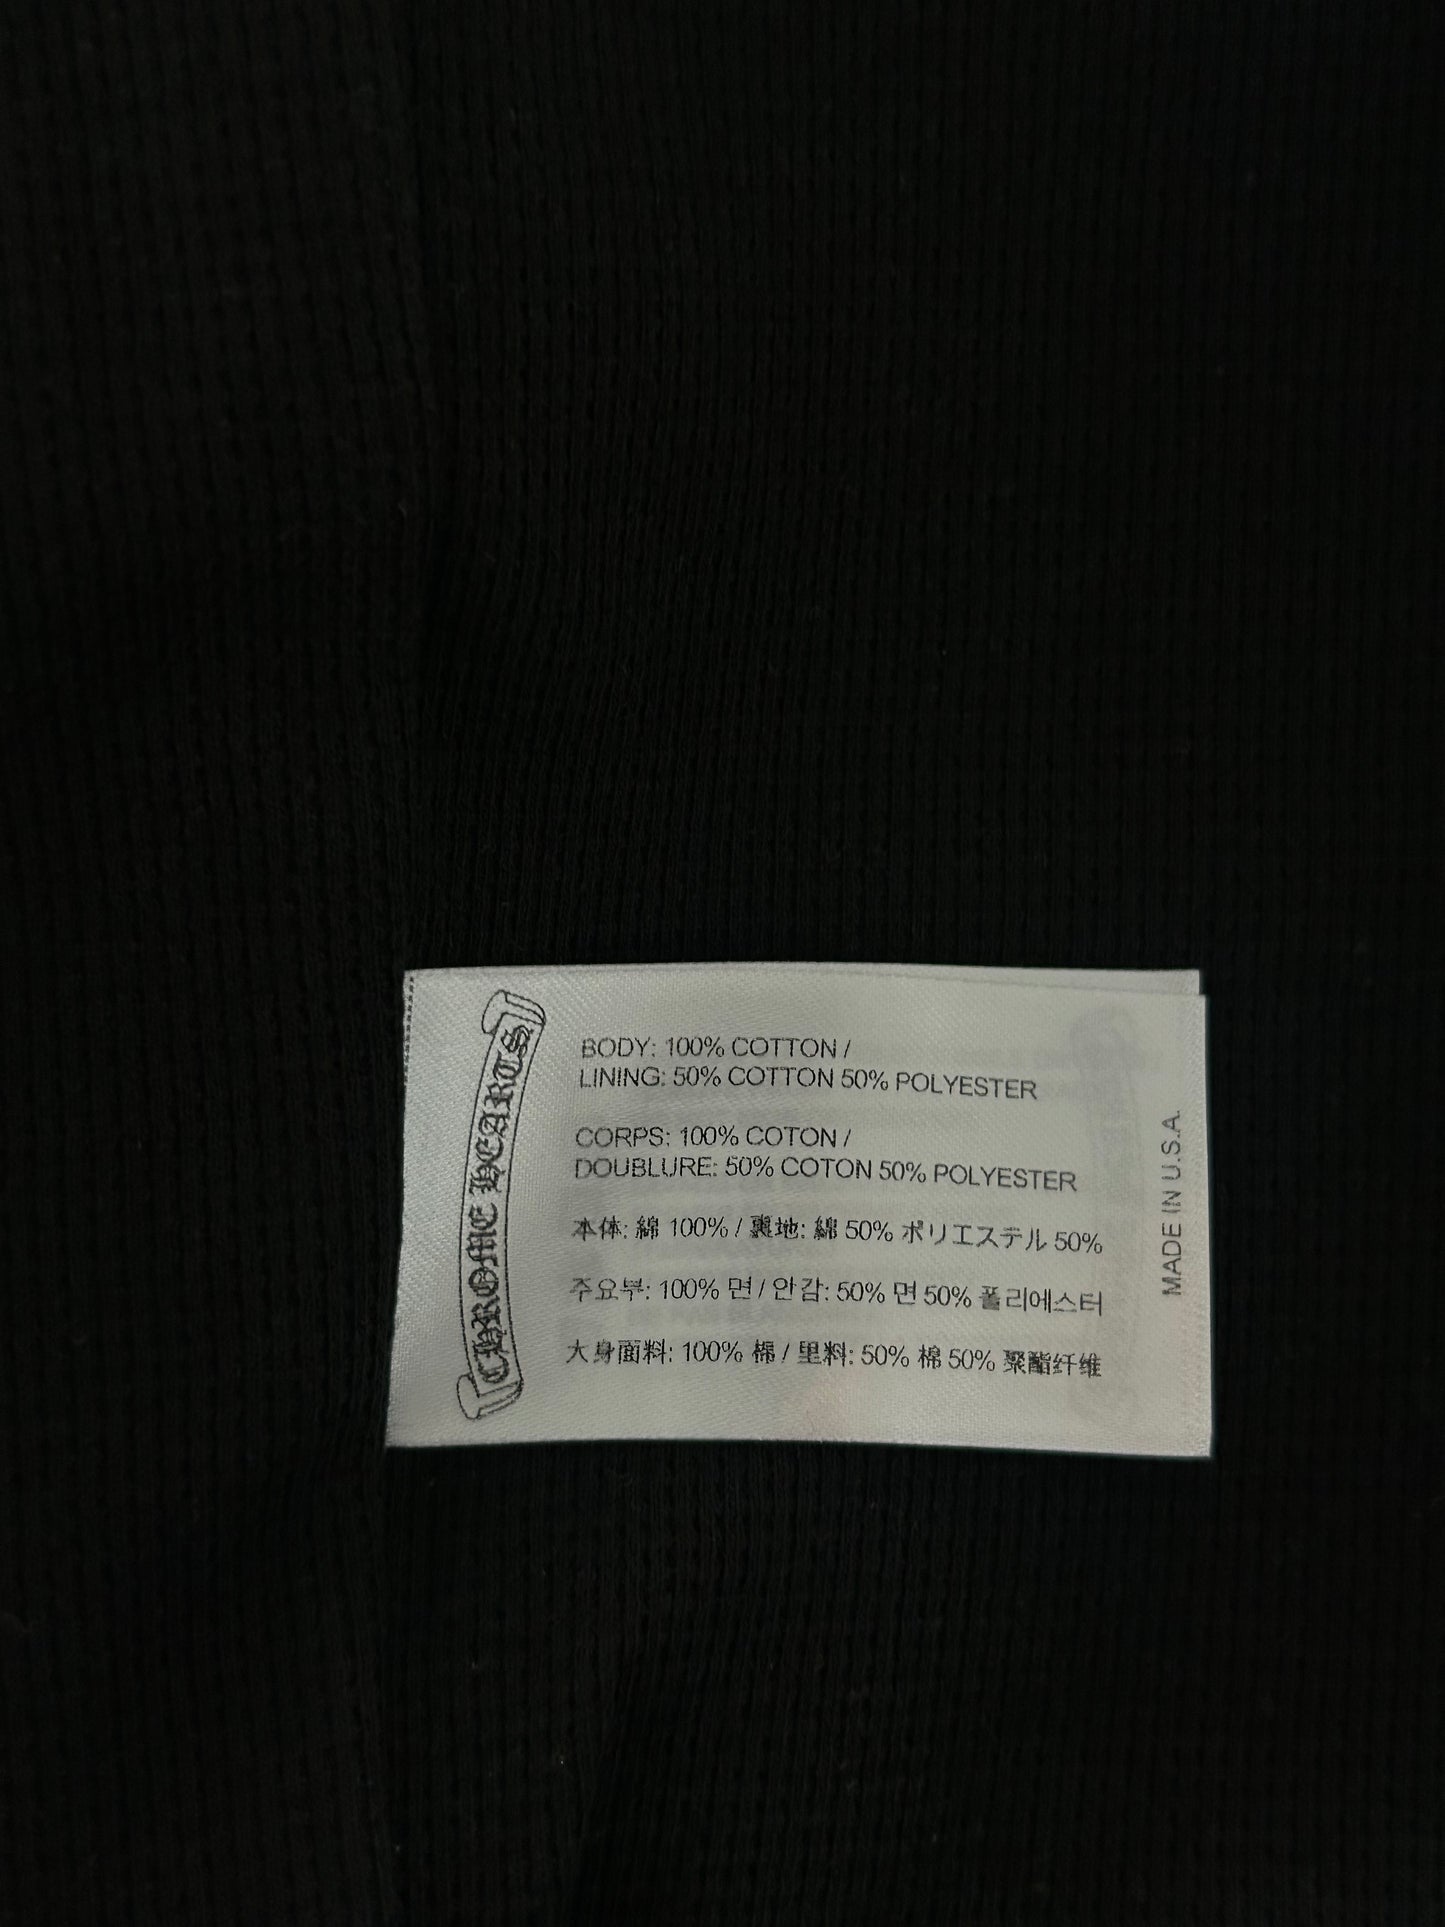 CHROME HEARTS
BODY: 100% COTTON /
LINING: 50% COTTON 50% POLYESTER
CORPS: 100% COTON /
DOUBLURE: 50% COTON 50% POLYESTER
本体: 綿 100% / 裏地: 綿 50% ポリエステル 50%
주요부: 100% 면 / 안감: 50% 면 50% 폴리에스터
大身面料: 100% 棉 / 里料: 50% 棉 50% 聚酯纤维
MADE IN U.S.A.